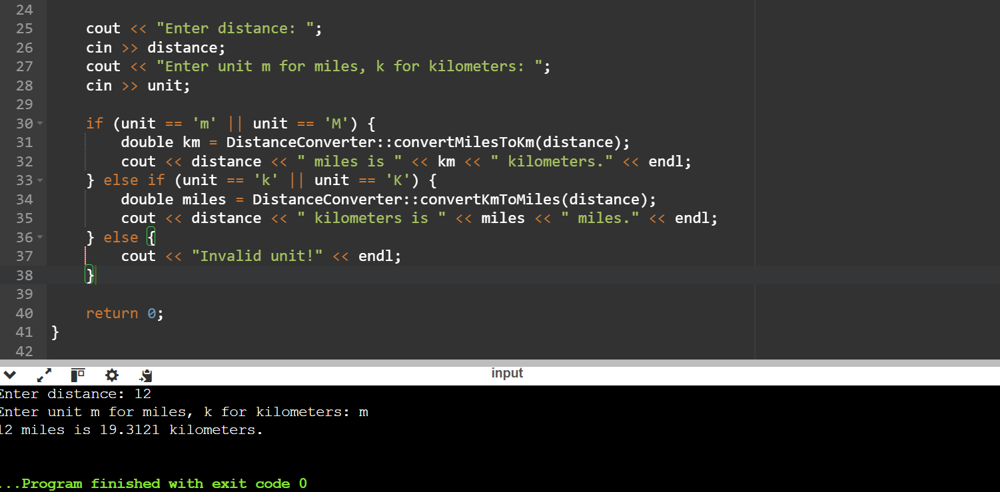 24
25 cout << "Enter distance: ";
26 cin >> distance;
27 cout << "Enter unit m for miles, k for kilometers: ";
28 cin >> unit;
29
30 if (unit == 'm' || unit == 'M') {
31 double km = DistanceConverter::convertMilesToKm(distance);
32 cout << distance << " miles is " << km << " kilometers." << endl;
33 } else if (unit == 'k' || unit == 'K') {
34 double miles = DistanceConverter::convertKmToMiles(distance);
35 cout << distance << " kilometers is " << miles << " miles." << endl;
36 } else {
37 cout << "Invalid unit!" << endl;
38 }
39
40 return 0;
41 }
42
input
Enter distance: 12
Enter unit m for miles, k for kilometers: m
12 miles is 19.3121 kilometers.
...Program finished with exit code 0